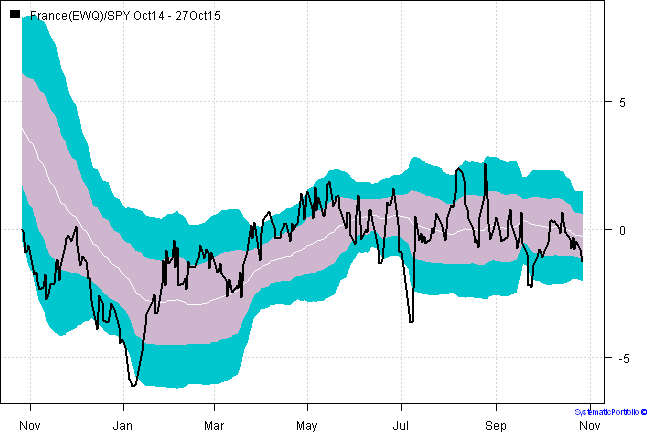 France(EWQ)/SPY Oct14 - 27Oct15
5
0
-5
Nov Jan Mar May Jul Sep Nov
SystematicPortfolio ©